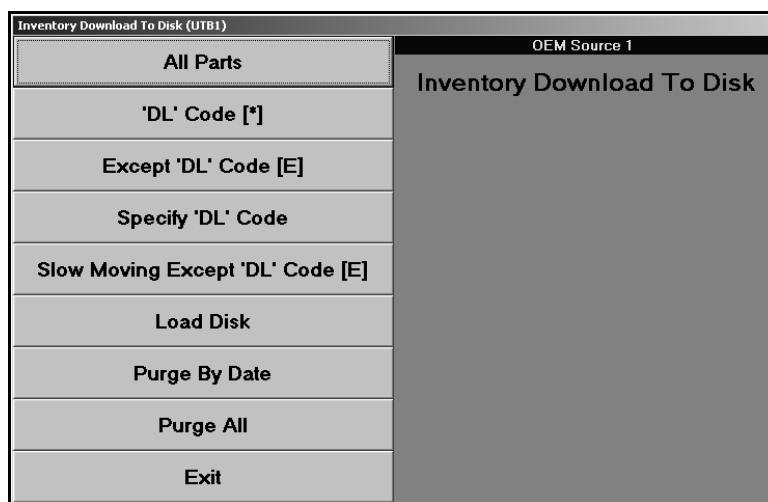 Inventory Download To Disk (UTB1)
All Parts
'DL' Code [*]
Except 'DL' Code [E]
Specify 'DL' Code
Slow Moving Except 'DL' Code [E]
Load Disk
Purge By Date
Purge All
Exit
OEM Source 1
Inventory Download To Disk